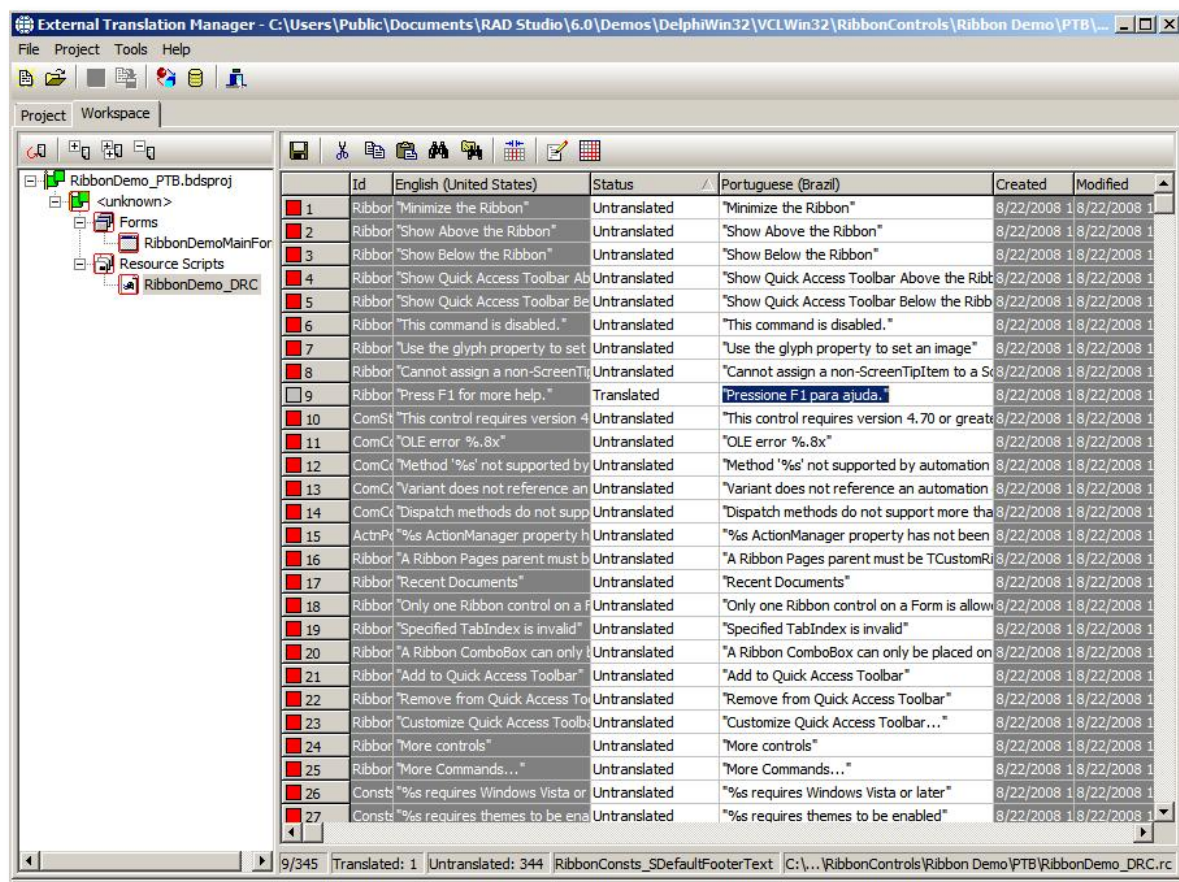 External Translation Manager - C:\Users\Public\Documents\RAD Studio\6.0\Demos\DelphiWin32\VCLWin32\RibbonControls\Ribbon Demo\PTB\...
File Project Tools Help
Project Workspace
RibbonDemo_PTB.bdsproj
<unknown>
Forms
RibbonDemoMainFor
Resource Scripts
RibbonDemo_DRC
Id English (United States) Status Portuguese (Brazil) Created Modified
1 Ribbor "Minimize the Ribbon" Untranslated "Minimize the Ribbon" 8/22/2008 1 8/22/2008 1
2 Ribbor "Show Above the Ribbon" Untranslated "Show Above the Ribbon" 8/22/2008 1 8/22/2008 1
3 Ribbor "Show Below the Ribbon" Untranslated "Show Below the Ribbon" 8/22/2008 1 8/22/2008 1
4 Ribbor "Show Quick Access Toolbar Ab Untranslated "Show Quick Access Toolbar Above the Ribb 8/22/2008 1 8/22/2008 1
5 Ribbor "Show Quick Access Toolbar Be Untranslated "Show Quick Access Toolbar Below the Ribb 8/22/2008 1 8/22/2008 1
6 Ribbor "This command is disabled." Untranslated "This command is disabled." 8/22/2008 1 8/22/2008 1
7 Ribbor "Use the glyph property to set Untranslated "Use the glyph property to set an image" 8/22/2008 1 8/22/2008 1
8 Ribbor "Cannot assign a non-ScreenTip Untranslated "Cannot assign a non-ScreenTipItem to a Sc 8/22/2008 1 8/22/2008 1
9 Ribbor "Press F1 for more help." Translated "Pressione F1 para ajuda." 8/22/2008 1 8/22/2008 1
10 ComSt "This control requires version 4 Untranslated "This control requires version 4.70 or greate 8/22/2008 1 8/22/2008 1
11 ComCo "OLE error %.8x" Untranslated "OLE error %.8x" 8/22/2008 1 8/22/2008 1
12 ComCo "Method '%s' not supported by Untranslated "Method '%s' not supported by automation 8/22/2008 1 8/22/2008 1
13 ComCo "Variant does not reference an Untranslated "Variant does not reference an automation 8/22/2008 1 8/22/2008 1
14 ComCo "Dispatch methods do not supp Untranslated "Dispatch methods do not support more tha 8/22/2008 1 8/22/2008 1
15 ActnPo "%s ActionManager property h Untranslated "%s ActionManager property has not been 8/22/2008 1 8/22/2008 1
16 Ribbor "A Ribbon Pages parent must b Untranslated "A Ribbon Pages parent must be TCustomRi 8/22/2008 1 8/22/2008 1
17 Ribbor "Recent Documents" Untranslated "Recent Documents" 8/22/2008 1 8/22/2008 1
18 Ribbor "Only one Ribbon control on a F Untranslated "Only one Ribbon control on a Form is allow 8/22/2008 1 8/22/2008 1
19 Ribbor "Specified TabIndex is invalid" Untranslated "Specified TabIndex is invalid" 8/22/2008 1 8/22/2008 1
20 Ribbor "A Ribbon ComboBox can only Untranslated "A Ribbon ComboBox can only be placed on 8/22/2008 1 8/22/2008 1
21 Ribbor "Add to Quick Access Toolbar" Untranslated "Add to Quick Access Toolbar" 8/22/2008 1 8/22/2008 1
22 Ribbor "Remove from Quick Access To Untranslated "Remove from Quick Access Toolbar" 8/22/2008 1 8/22/2008 1
23 Ribbor "Customize Quick Access Toolba Untranslated "Customize Quick Access Toolbar..." 8/22/2008 1 8/22/2008 1
24 Ribbor "More controls" Untranslated "More controls" 8/22/2008 1 8/22/2008 1
25 Ribbor "More Commands..." Untranslated "More Commands..." 8/22/2008 1 8/22/2008 1
26 Consts "%s requires Windows Vista or Untranslated "%s requires Windows Vista or later" 8/22/2008 1 8/22/2008 1
27 Consts "%s requires themes to be ena Untranslated "%s requires themes to be enabled" 8/22/2008 1 8/22/2008 1
9/345 Translated: 1 Untranslated: 344 RibbonConsts_SDefaultFooterText C:\...\RibbonControls\Ribbon Demo\PTB\RibbonDemo_DRC.rc